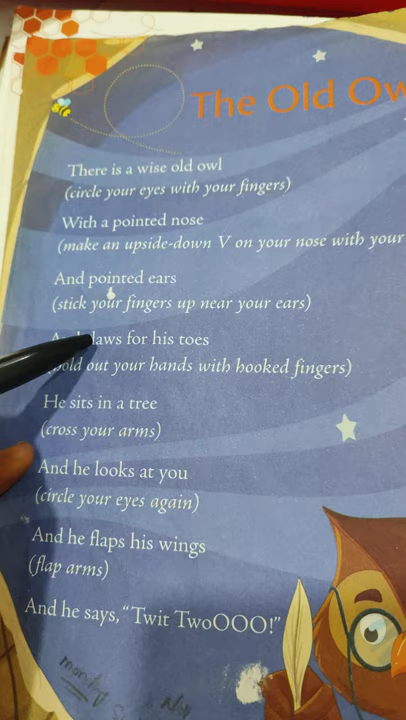 The Old Ow
There is a wise old owl
(circle your eyes with your fingers)
With a pointed nose
(make an upside-down V on your nose with your
And pointed ears
(stick your fingers up near your ears)
laws for his toes
(hold out your hands with hooked fingers)
He sits in a tree
(cross your arms)
And he looks at you
(circle your eyes again)
And he flaps his wings
(flap arms)
And he says, “Twit TwoOOO!”
monday